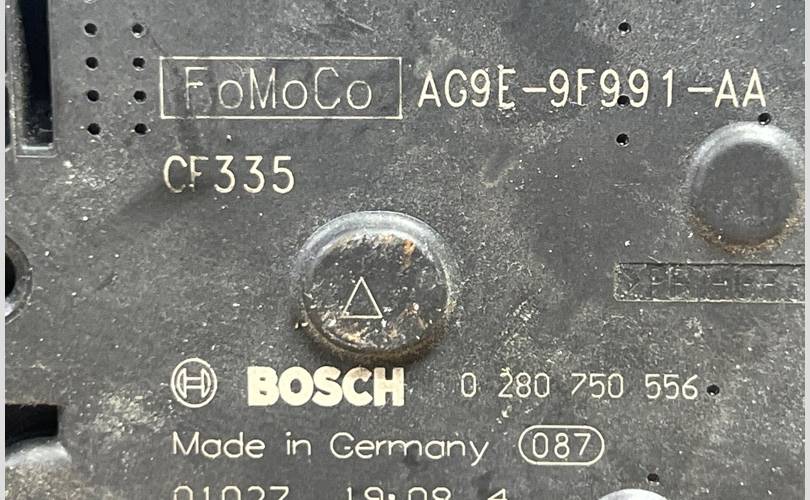 FoMoCo AG9E-9F991-AA
CF335
BOSCH 0 280 750 556
Made in Germany 087